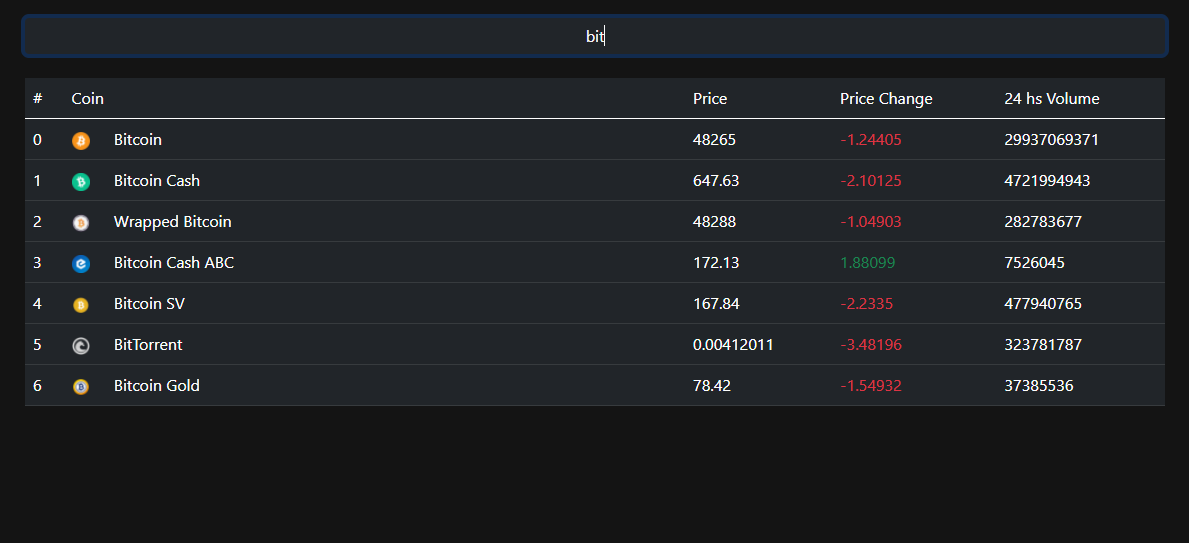 bit
# Coin Price Price Change 24 hs Volume
0 Bitcoin 48265 -1.24405 29937069371
1 Bitcoin Cash 647.63 -2.10125 4721994943
2 Wrapped Bitcoin 48288 -1.04903 282783677
3 Bitcoin Cash ABC 172.13 1.88099 7526045
4 Bitcoin SV 167.84 -2.2335 477940765
5 BitTorrent 0.00412011 -3.48196 323781787
6 Bitcoin Gold 78.42 -1.54932 37385536